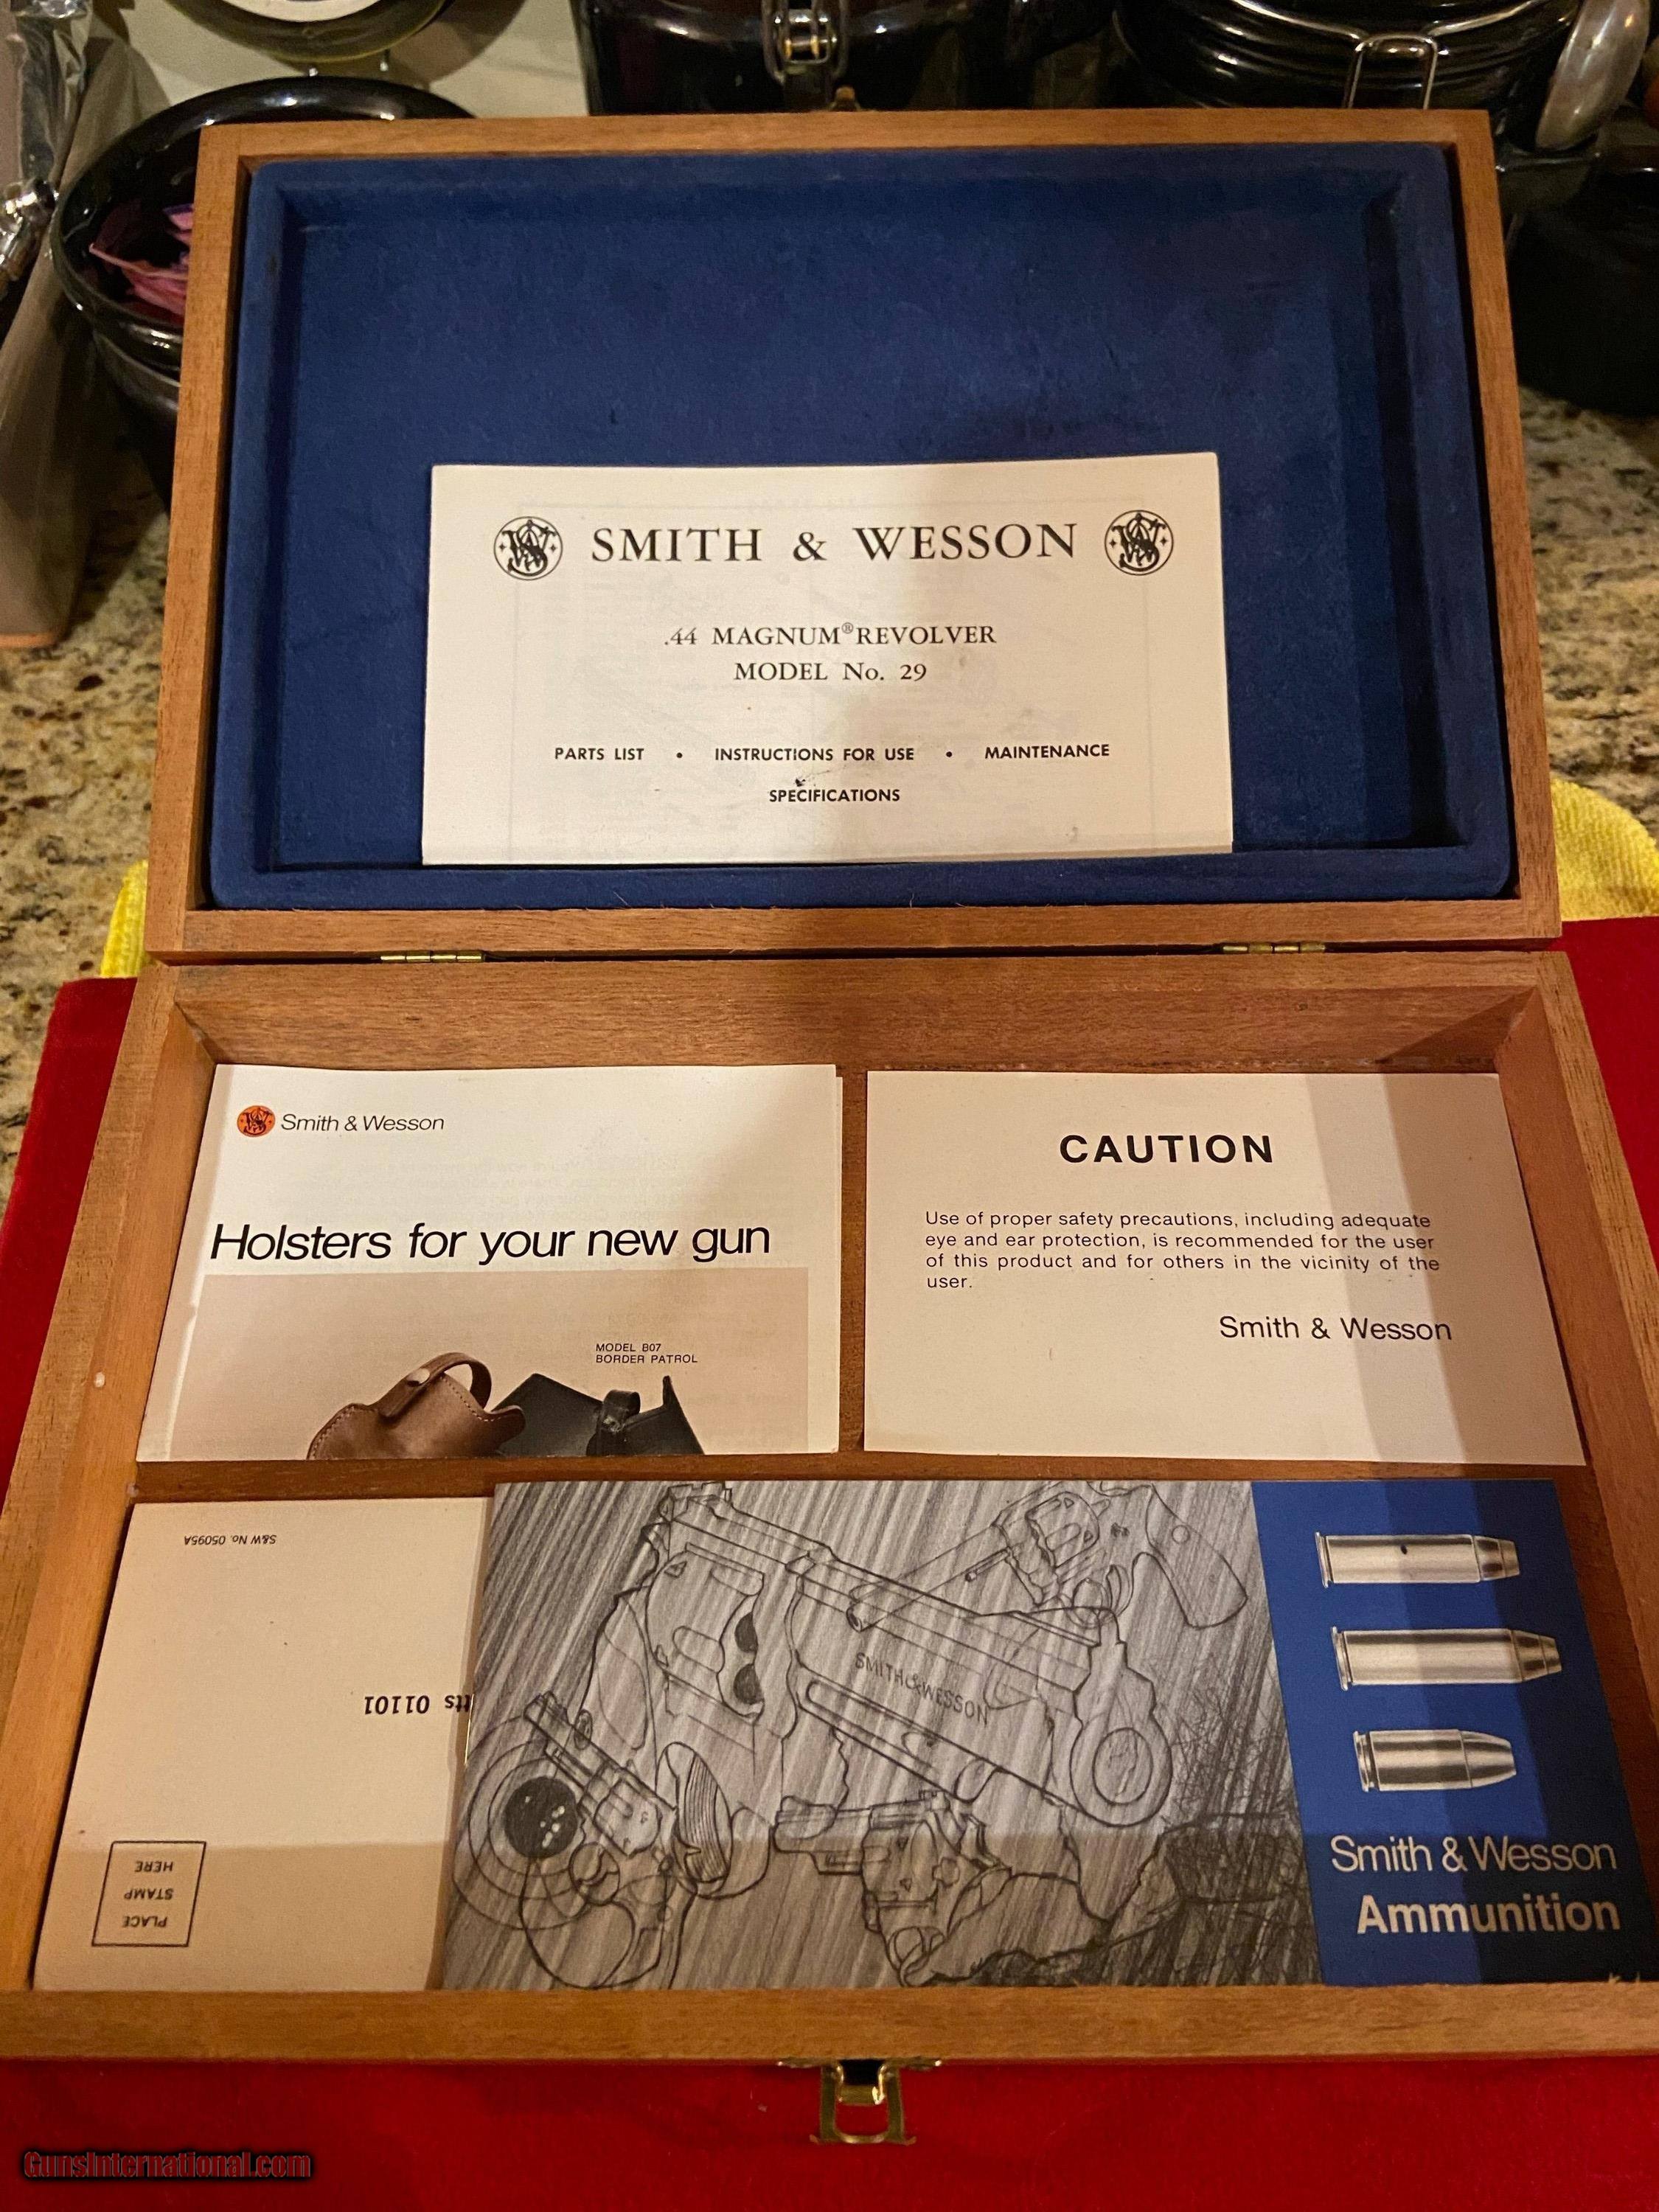 SMITH & WESSON
.44 MAGNUM® REVOLVER
MODEL No. 29
PARTS LIST • INSTRUCTIONS FOR USE • MAINTENANCE
SPECIFICATIONS
Smith & Wesson
Holsters for your new gun
MODEL B07
BORDER PATROL
CAUTION
Use of proper safety precautions, including adequate
eye and ear protection, is recommended for the user
of this product and for others in the vicinity of the
user.
Smith & Wesson
S&W No. 05095A
tts 01101
PLACE
STAMP
HERE
SMITH & WESSON
Smith & Wesson
Ammunition
GunsInternational.com